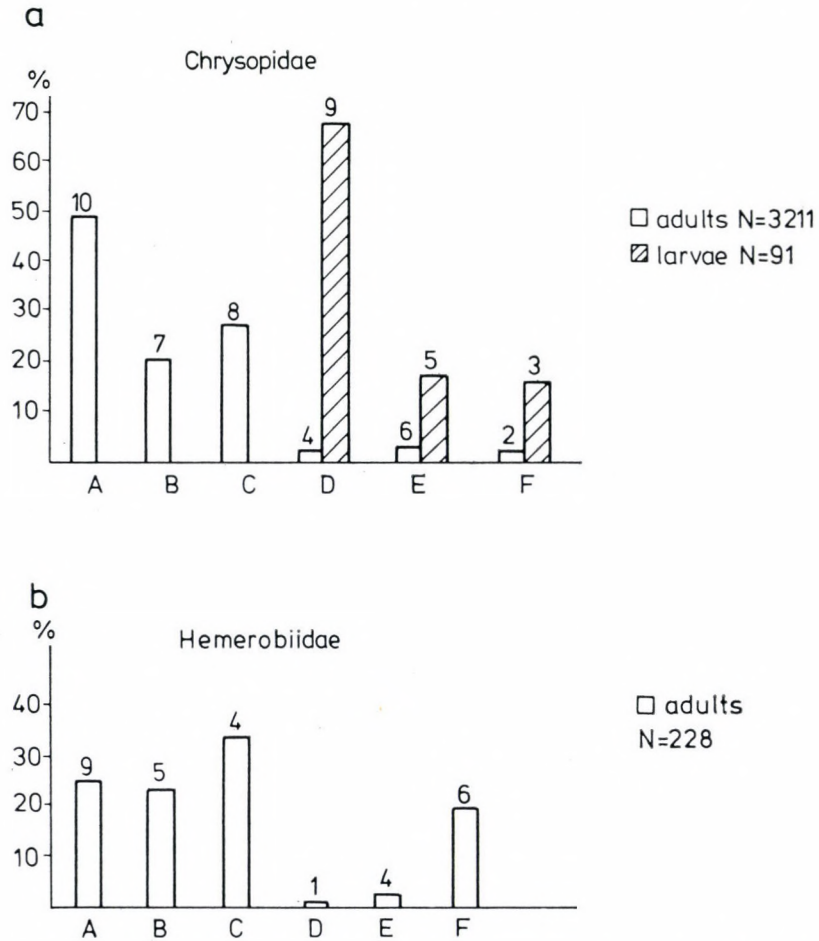 a
Chrysopidae
%
70
60
50
40
30
20
10
10
7
8
4
9
6
5
2
3
A B C D E F
adults N=3211
larvae N=91
b
Hemerobiidae
%
40
30
20
10
9
5
4
1
4
6
A B C D E F
adults
N=228